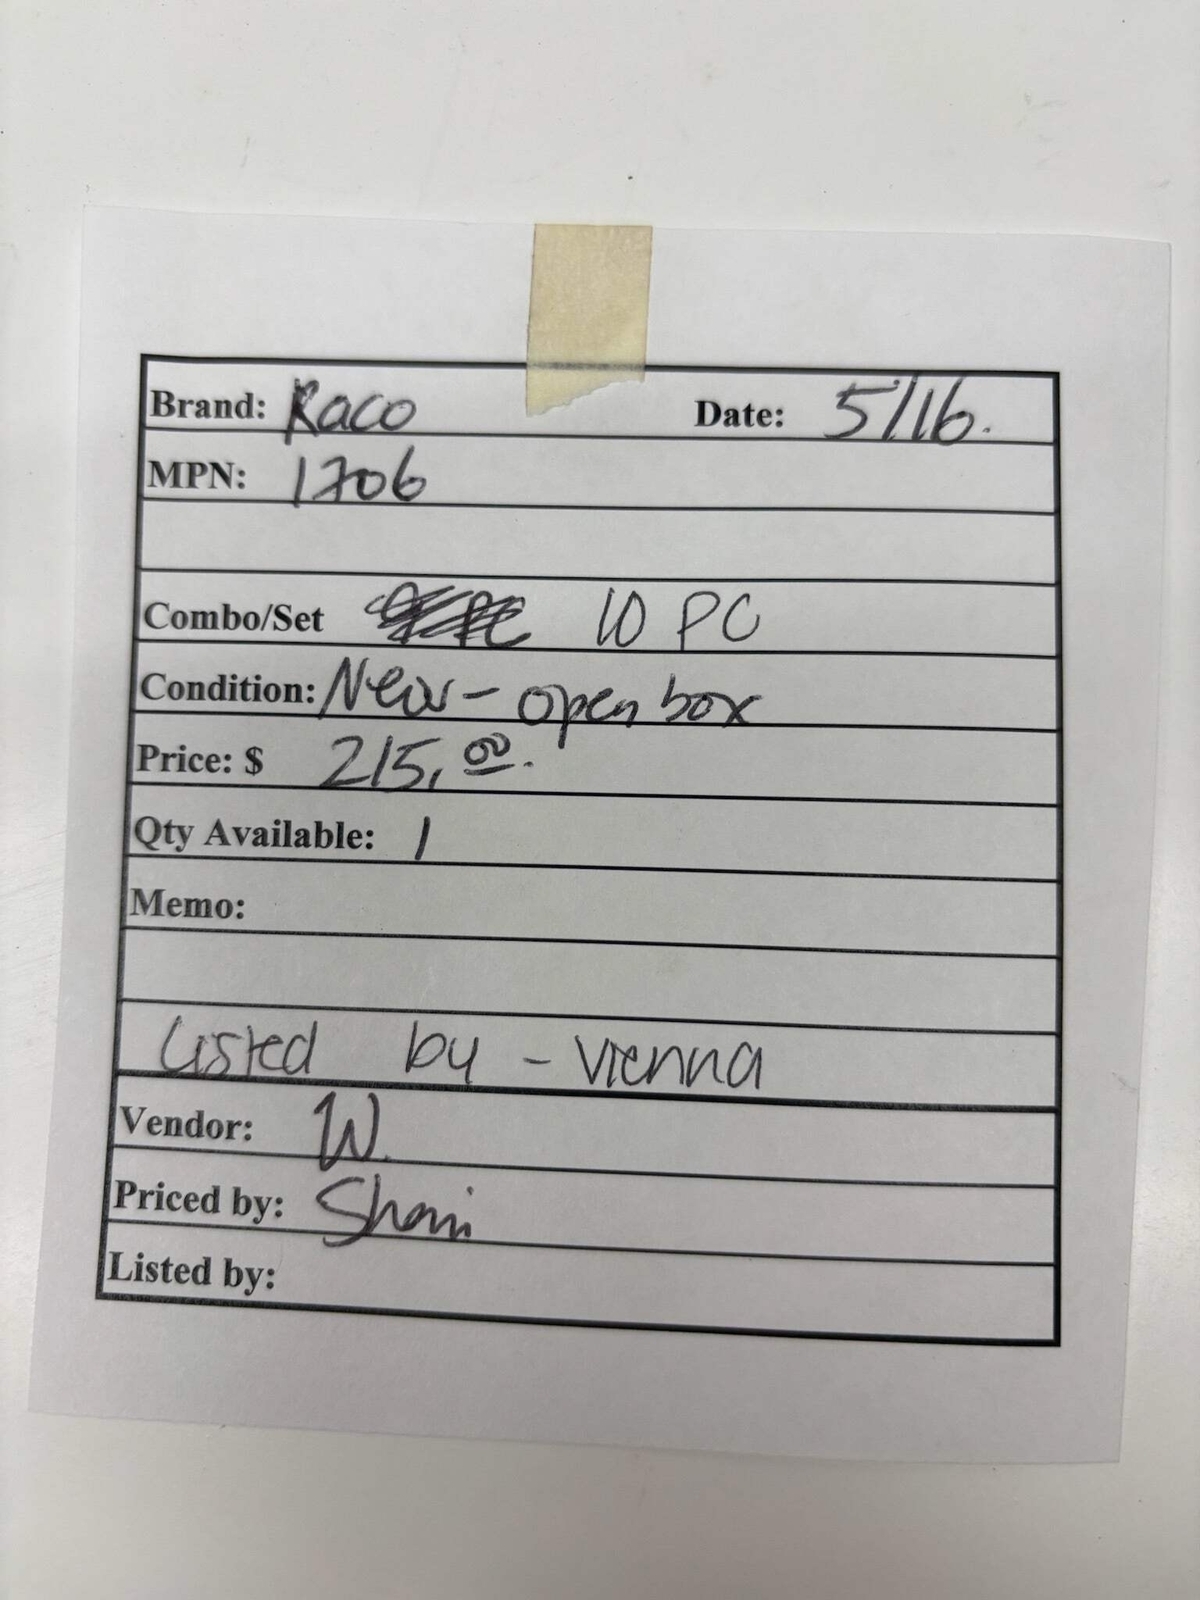 Brand: Raco Date: 5/16.
MPN: 1706
Combo/Set 10 PC
Condition: New - open box
Price: $ 215.00.
Qty Available: 1
Memo:
Listed by - Vienna
Vendor: W.
Priced by: Shani
Listed by: